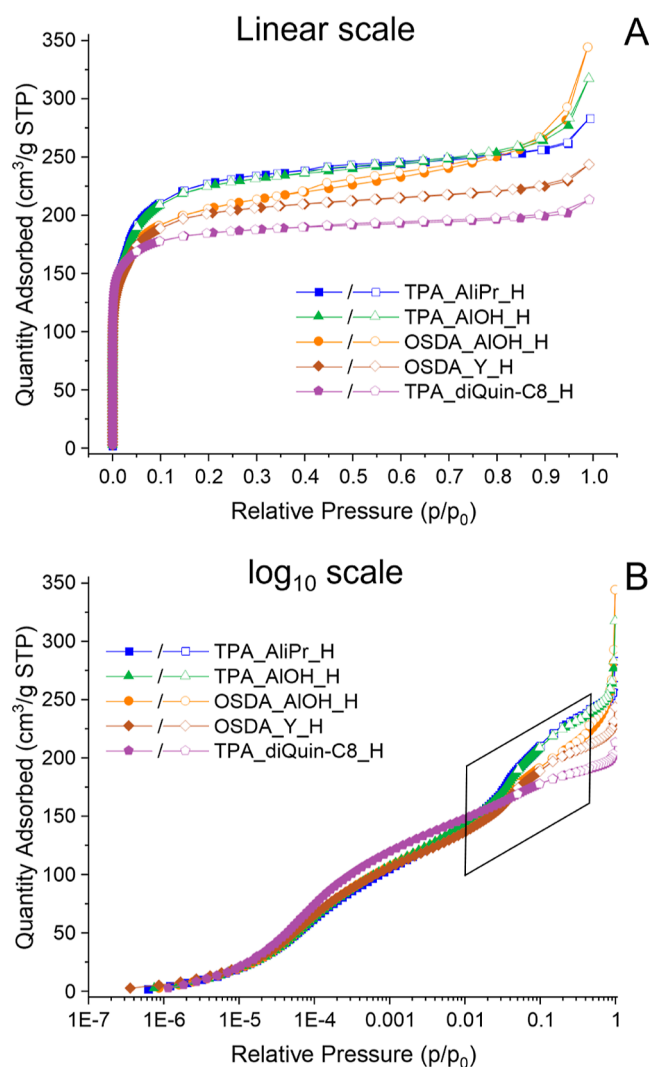 Linear scale
A
350
300
250
200
150
100
50
0
Quantity Adsorbed (cm³/g STP)
/ TPA_AliPr_H
/ TPA_AlOH_H
/ OSDA_AlOH_H
/ OSDA_Y_H
/ TPA_diQuin-C8_H
0.0 0.1 0.2 0.3 0.4 0.5 0.6 0.7 0.8 0.9 1.0
Relative Pressure (p/p₀)
log₁₀ scale
B
350
300
250
200
150
100
50
0
Quantity Adsorbed (cm³/g STP)
/ TPA_AliPr_H
/ TPA_AlOH_H
/ OSDA_AlOH_H
/ OSDA_Y_H
/ TPA_diQuin-C8_H
1E-7 1E-6 1E-5 1E-4 0.001 0.01 0.1 1
Relative Pressure (p/p₀)